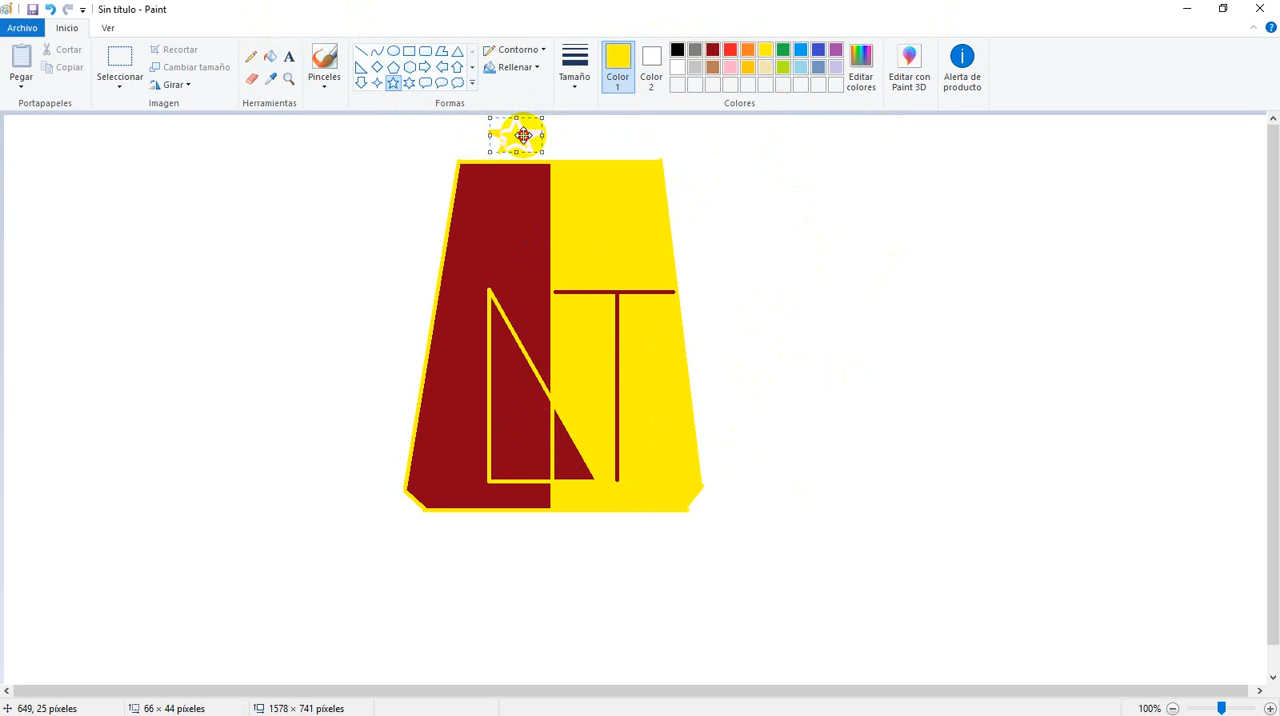 Sin título - Paint
Archivo Inicio Ver
Pegar
Cortar
Copiar
Portapapeles
Seleccionar
Recortar
Cambiar tamaño
Girar
Imagen
A
Herramientas
Pinceles
Contorno
Rellenar
Formas
Tamaño
Color
1
Color
2
Editar
colores
Colores
Editar con
Paint 3D
Alerta de
producto
NT
649, 25 píxeles 66 × 44 píxeles 1578 × 741 píxeles 100%